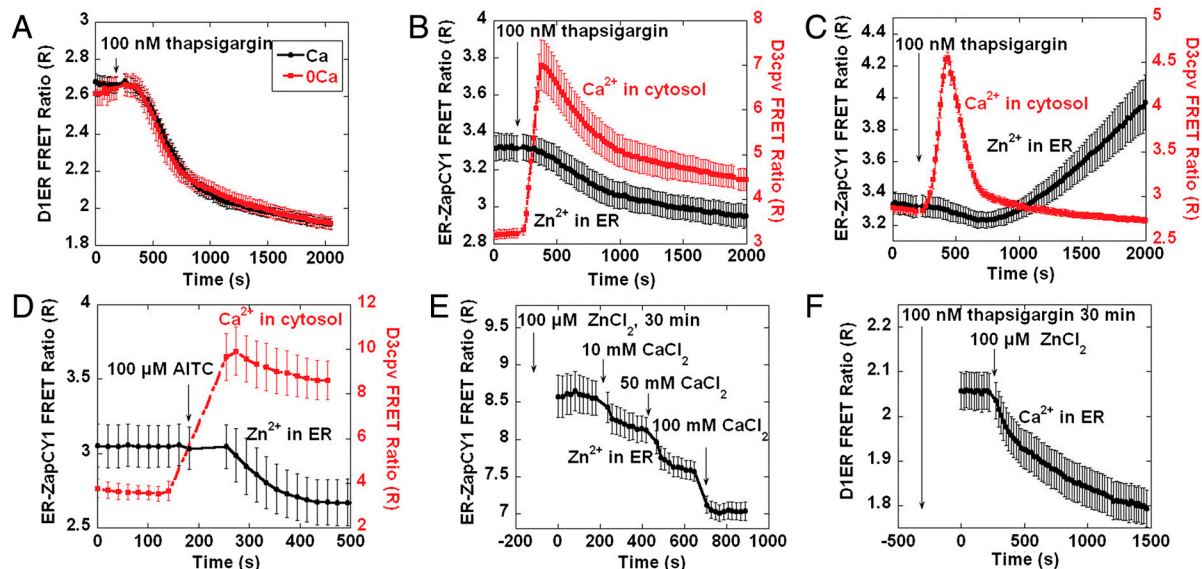 A
D1ER FRET Ratio (R)
3
2.8
2.6
2.4
2.2
2
1.8
100 nM thapsigargin
Ca
0Ca
0 500 1000 1500 2000
Time (s)
B
ER-ZapCY1 FRET Ratio (R)
4
3.8
3.6
3.4
3.2
3
2.8
100 nM thapsigargin
Ca2+ in cytosol
Zn2+ in ER
8
7
6
5
4
3
D3cpv FRET Ratio (R)
0 500 1000 1500 2000
Time (s)
C
ER-ZapCY1 FRET Ratio (R)
4.4
4.2
4
3.8
3.6
3.4
3.2
100 nM thapsigargin
Ca2+ in cytosol
Zn2+ in ER
5
4.5
4
3.5
3
2.5
D3cpv FRET Ratio (R)
0 500 1000 1500 2000
Time (s)
D
ER-ZapCY1 FRET Ratio (R)
4
3.5
3
2.5
Ca2+ in cytosol
100 µM AITC
Zn2+ in ER
12
10
8
6
4
2
D3cpv FRET Ratio (R)
0 100 200 300 400 500
Time (s)
E
ER-ZapCY1 FRET Ratio (R)
9.5
9
8.5
8
7.5
7
6.5
100 µM ZnCl2, 30 min
10 mM CaCl2
50 mM CaCl2
100 mM CaCl2
Zn2+ in ER
-200 0 200 400 600 800 1000
Time (s)
F
D1ER FRET Ratio (R)
2.2
2.1
2
1.9
1.8
100 nM thapsigargin 30 min
100 µM ZnCl2
Ca2+ in ER
-500 0 500 1000 1500
Time (s)